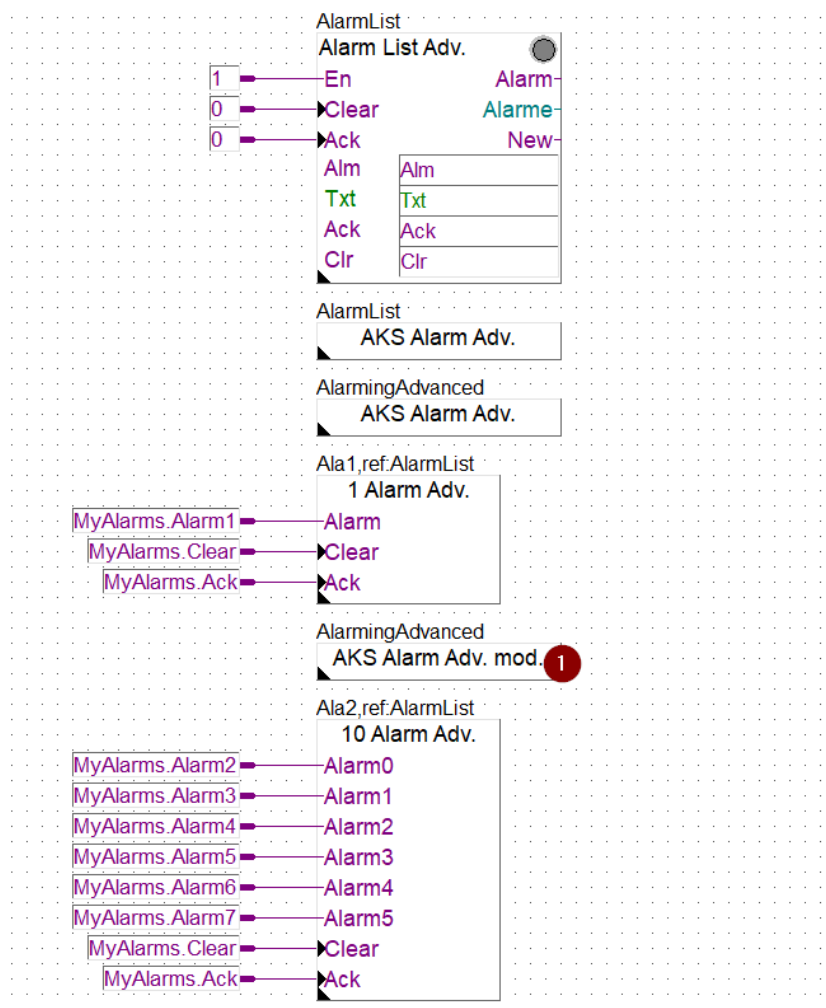 AlarmList
Alarm List Adv.
1 En Alarm
0 Clear Alarme
0 Ack New
Alm Alm
Txt Txt
Ack Ack
Clr Clr
AlarmList
AKS Alarm Adv.
AlarmingAdvanced
AKS Alarm Adv.
Ala1,ref:AlarmList
1 Alarm Adv.
MyAlarms.Alarm1 Alarm
MyAlarms.Clear Clear
MyAlarms.Ack Ack
AlarmingAdvanced
AKS Alarm Adv. mod. 1
Ala2,ref:AlarmList
10 Alarm Adv.
MyAlarms.Alarm2 Alarm0
MyAlarms.Alarm3 Alarm1
MyAlarms.Alarm4 Alarm2
MyAlarms.Alarm5 Alarm3
MyAlarms.Alarm6 Alarm4
MyAlarms.Alarm7 Alarm5
MyAlarms.Clear Clear
MyAlarms.Ack Ack